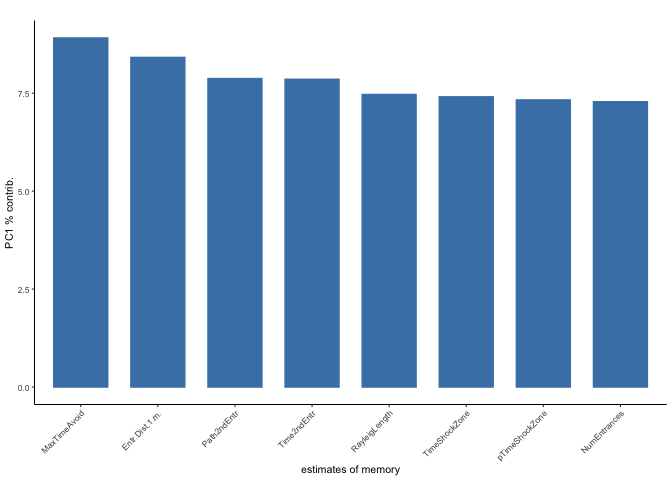 PC1 % contrib.
7.5
5.0
2.5
0.0
MaxTimeAvoid
Entr.Dist.1.m.
Path2ndEntr
Time2ndEntr
RayleigLength
TimeShockZone
pTimeShockZone
NumEntrances
estimates of memory